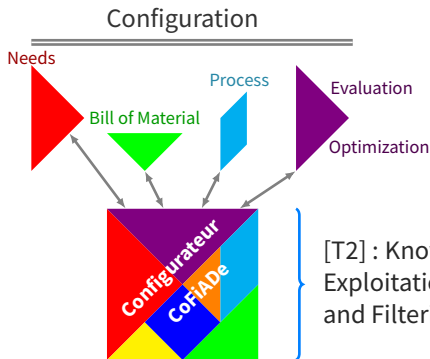 Configuration
Needs
Process
Evaluation
Bill of Material
Optimization
Configurateur
CoFiADe
[T2] : Kno
Exploitatio
and Filter